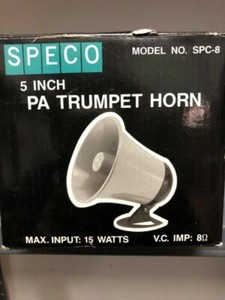 SPECO
MODEL NO. SPC-8
5 INCH
PA TRUMPET HORN
MAX. INPUT: 15 WATTS
V.C. IMP: 8Ω